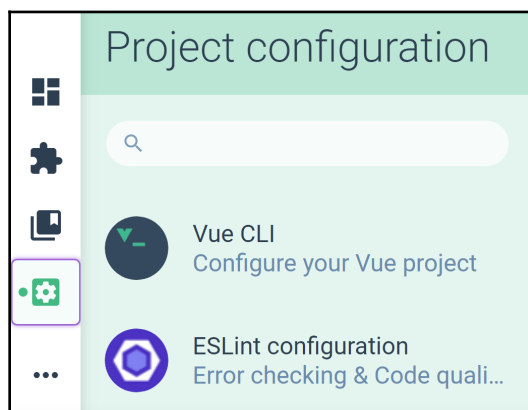 Project configuration
Vue CLI
Configure your Vue project
ESLint configuration
Error checking & Code quali...